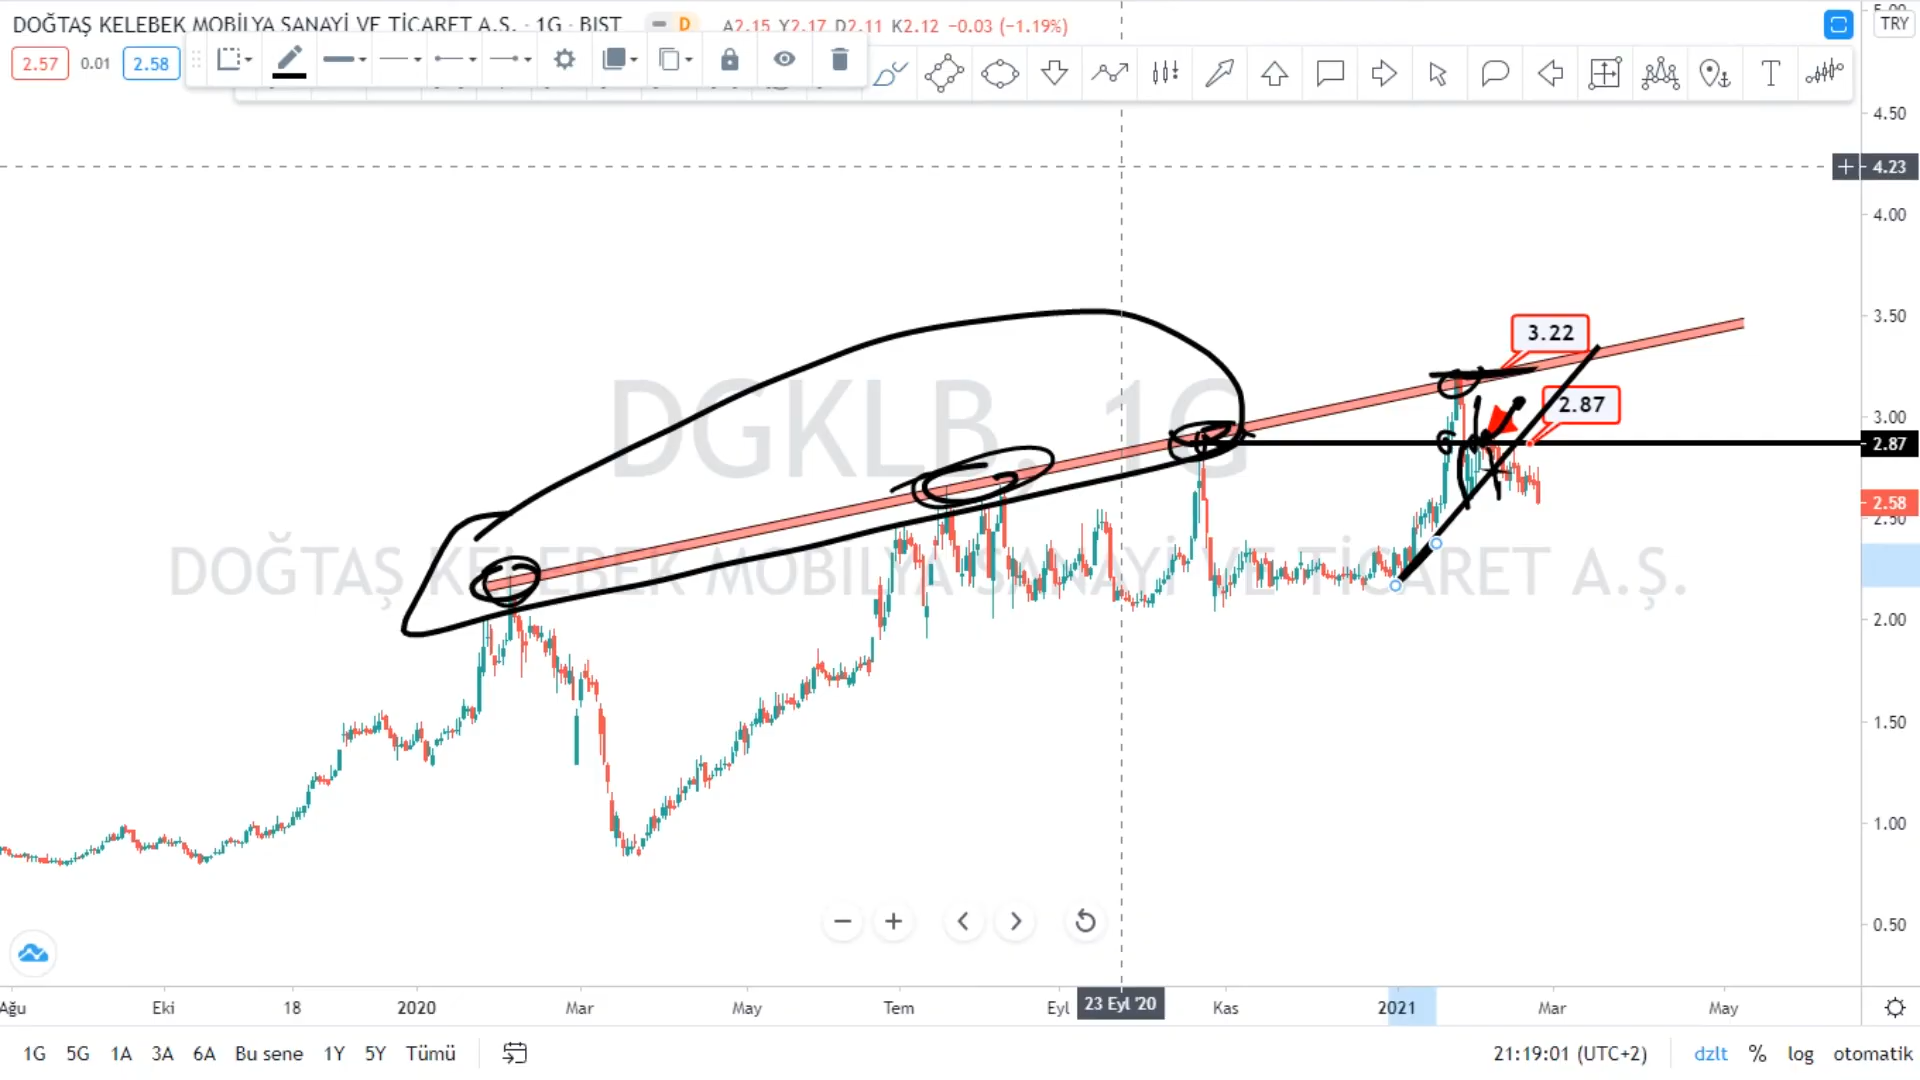 DOĞTAŞ KELEBEK MOBİLYA SANAYİ VE TİCARET A.Ş. · 1G · BIST D A2.15 Y2.17 D2.11 K2.12 −0.03 (−1.19%)
2.57 0.01 2.58
TRY
5.00
4.50
4.23
4.00
3.50
3.22
2.87
3.00
2.87
2.58
2.50
2.00
1.50
1.00
0.50
DGKLB, 1G
DOĞTAŞ KELEBEK MOBİLYA SANAYİ VE TİCARET A.Ş.
Ağu Eki 18 2020 Mar May Tem Eyl 23 Eyl '20 Kas 2021 Mar May
1G 5G 1A 3A 6A Bu sene 1Y 5Y Tümü 21:19:01 (UTC+2) dzlt % log otomatik